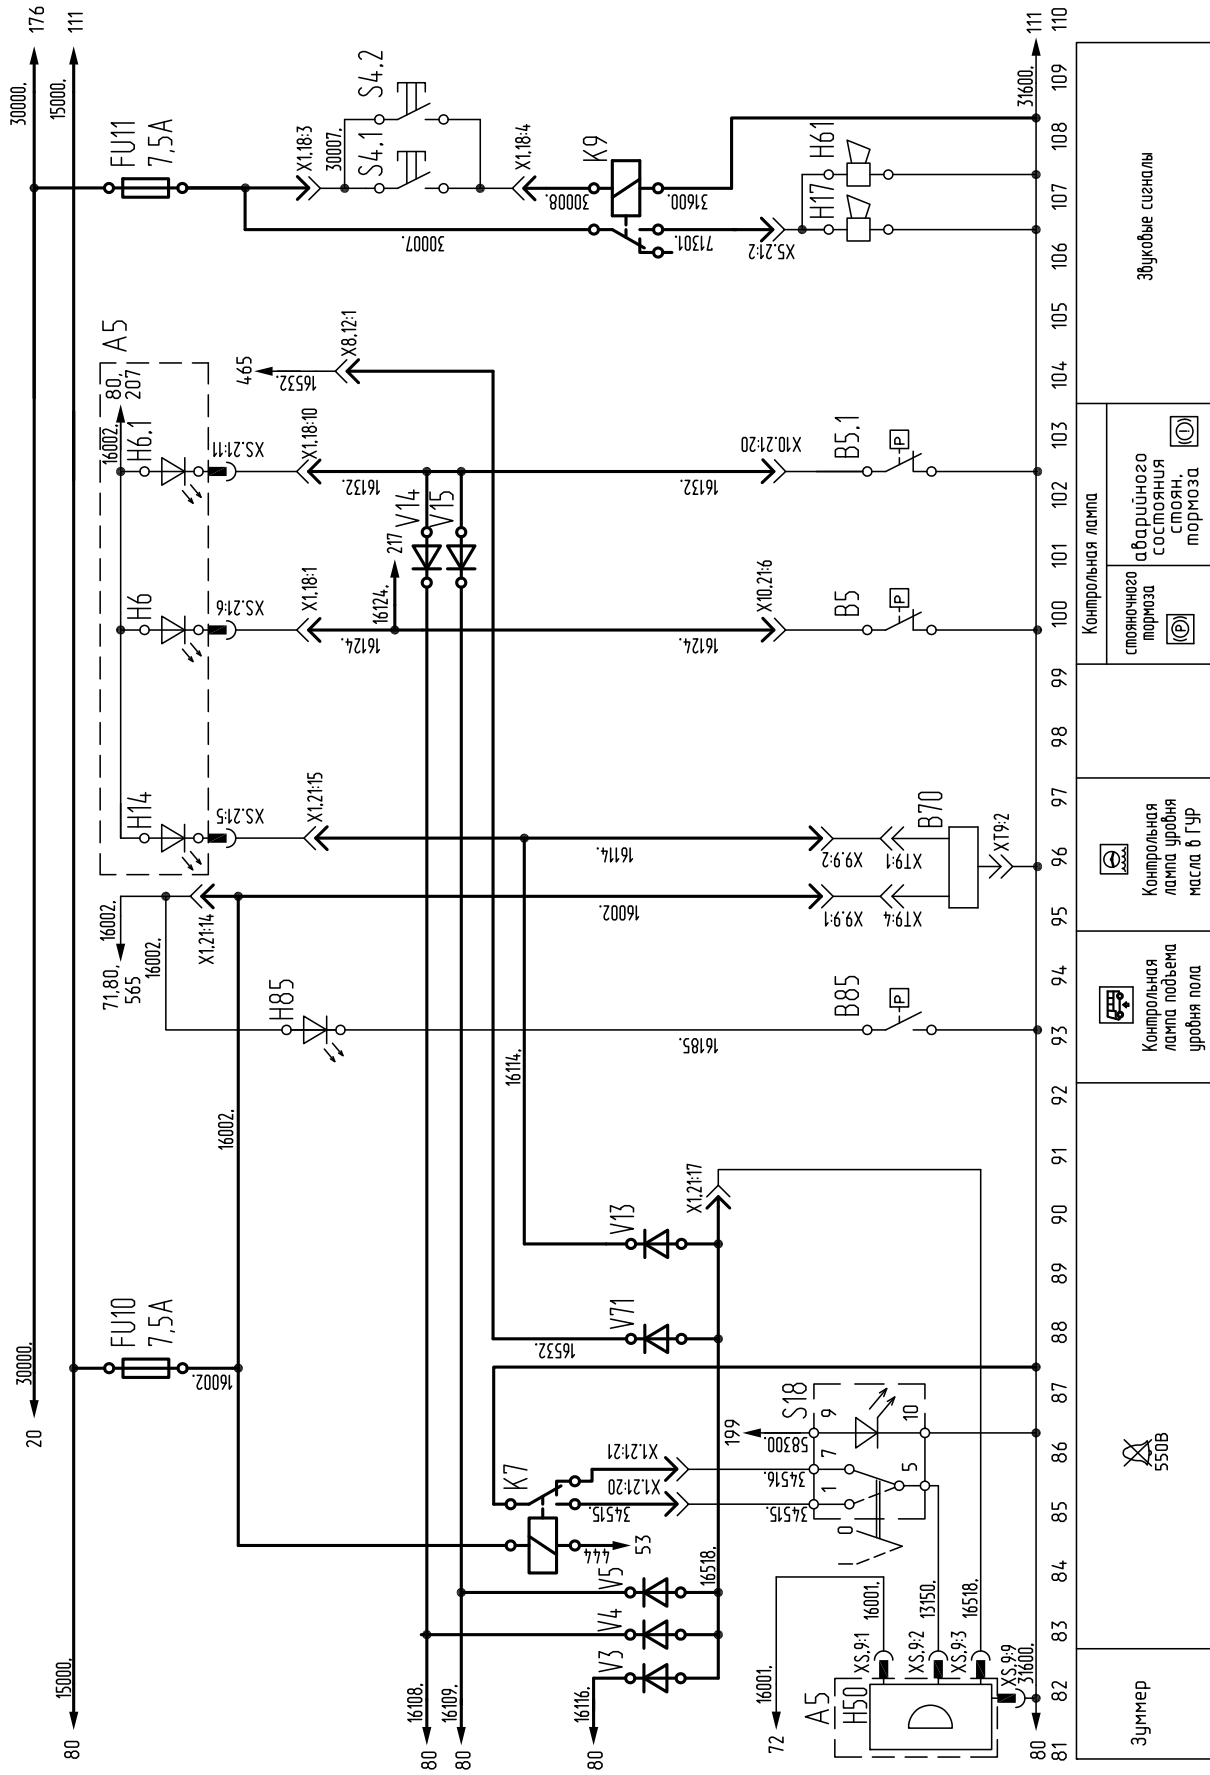 30000.
176
15000.
111
FU11
7,5A
X1.18:3
30007.
S4.1
S4.2
X1.18:4
30008.
K9
31600.
30007.
71301.
X5.21:2
H17
H61
31600.
111
A5
80,
207
16002.
H6.1
XS.21:11
X1.18:10
16132.
465
16532.
X8.12:1
V14
V15
16132.
X10.21:20
B5.1
P
H6
XS.21:6
X1.18:1
16124.
16124.
217
16124.
X10.21:6
B5
P
H14
XS.21:5
X1.21:15
16114.
X9.9:2
XT9:1
B70
XT9:2
71,80,
565
16002.
16002.
X1.21:14
16002.
X9.9:1
XT9:4
H85
16185.
B85
P
16002.
16114.
X1.21:17
V13
V71
16532.
FU10
7,5A
16002.
30000.
20
15000.
80
K7
X1.21:21
X1.21:20
34515.
444
53
199
58300.
S18
9
10
7
1
5
0
34516.
34515.
V5
V4
V3
16518.
16108.
80
16109.
80
16116.
80
16001.
72
A5
H50
XS.9:1
16001.
XS.9:2
13150.
XS.9:3
16518.
XS.9:9
31600.
80
81 82 83 84 85 86 87 88 89 90 91 92 93 94 95 96 97 98 99 100 101 102 103 104 105 106 107 108 109 110
Зуммер
550В
Контрольная
лампа подъема
уровня пола
Контрольная
лампа уровня
масла в ГУР
Контрольная лампа
стояночного
тормоза
(P)
аварийного
состояния
стоян.
тормоза
(!)
Звуковые сигналы